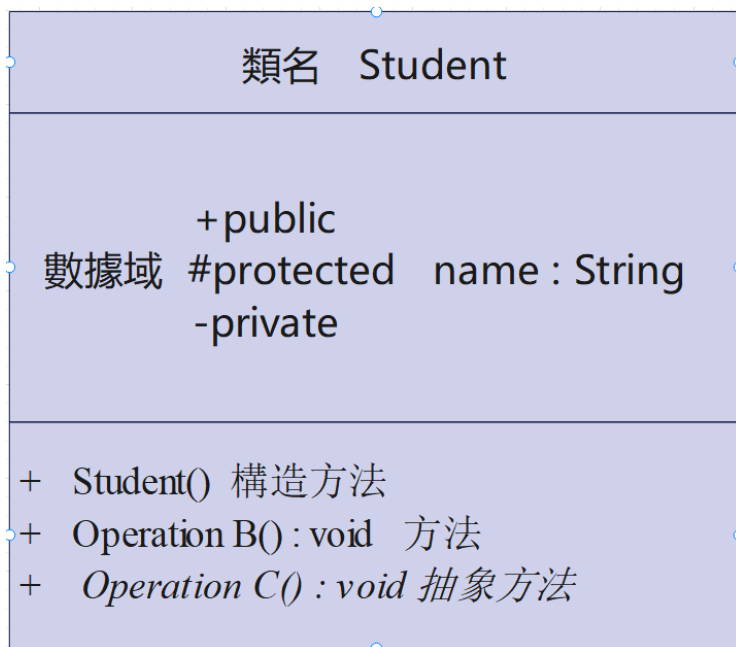 類名 Student
+public
數據域 #protected name : String
-private
+ Student() 構造方法
+ Operation B() : void 方法
+ Operation C() : void 抽象方法